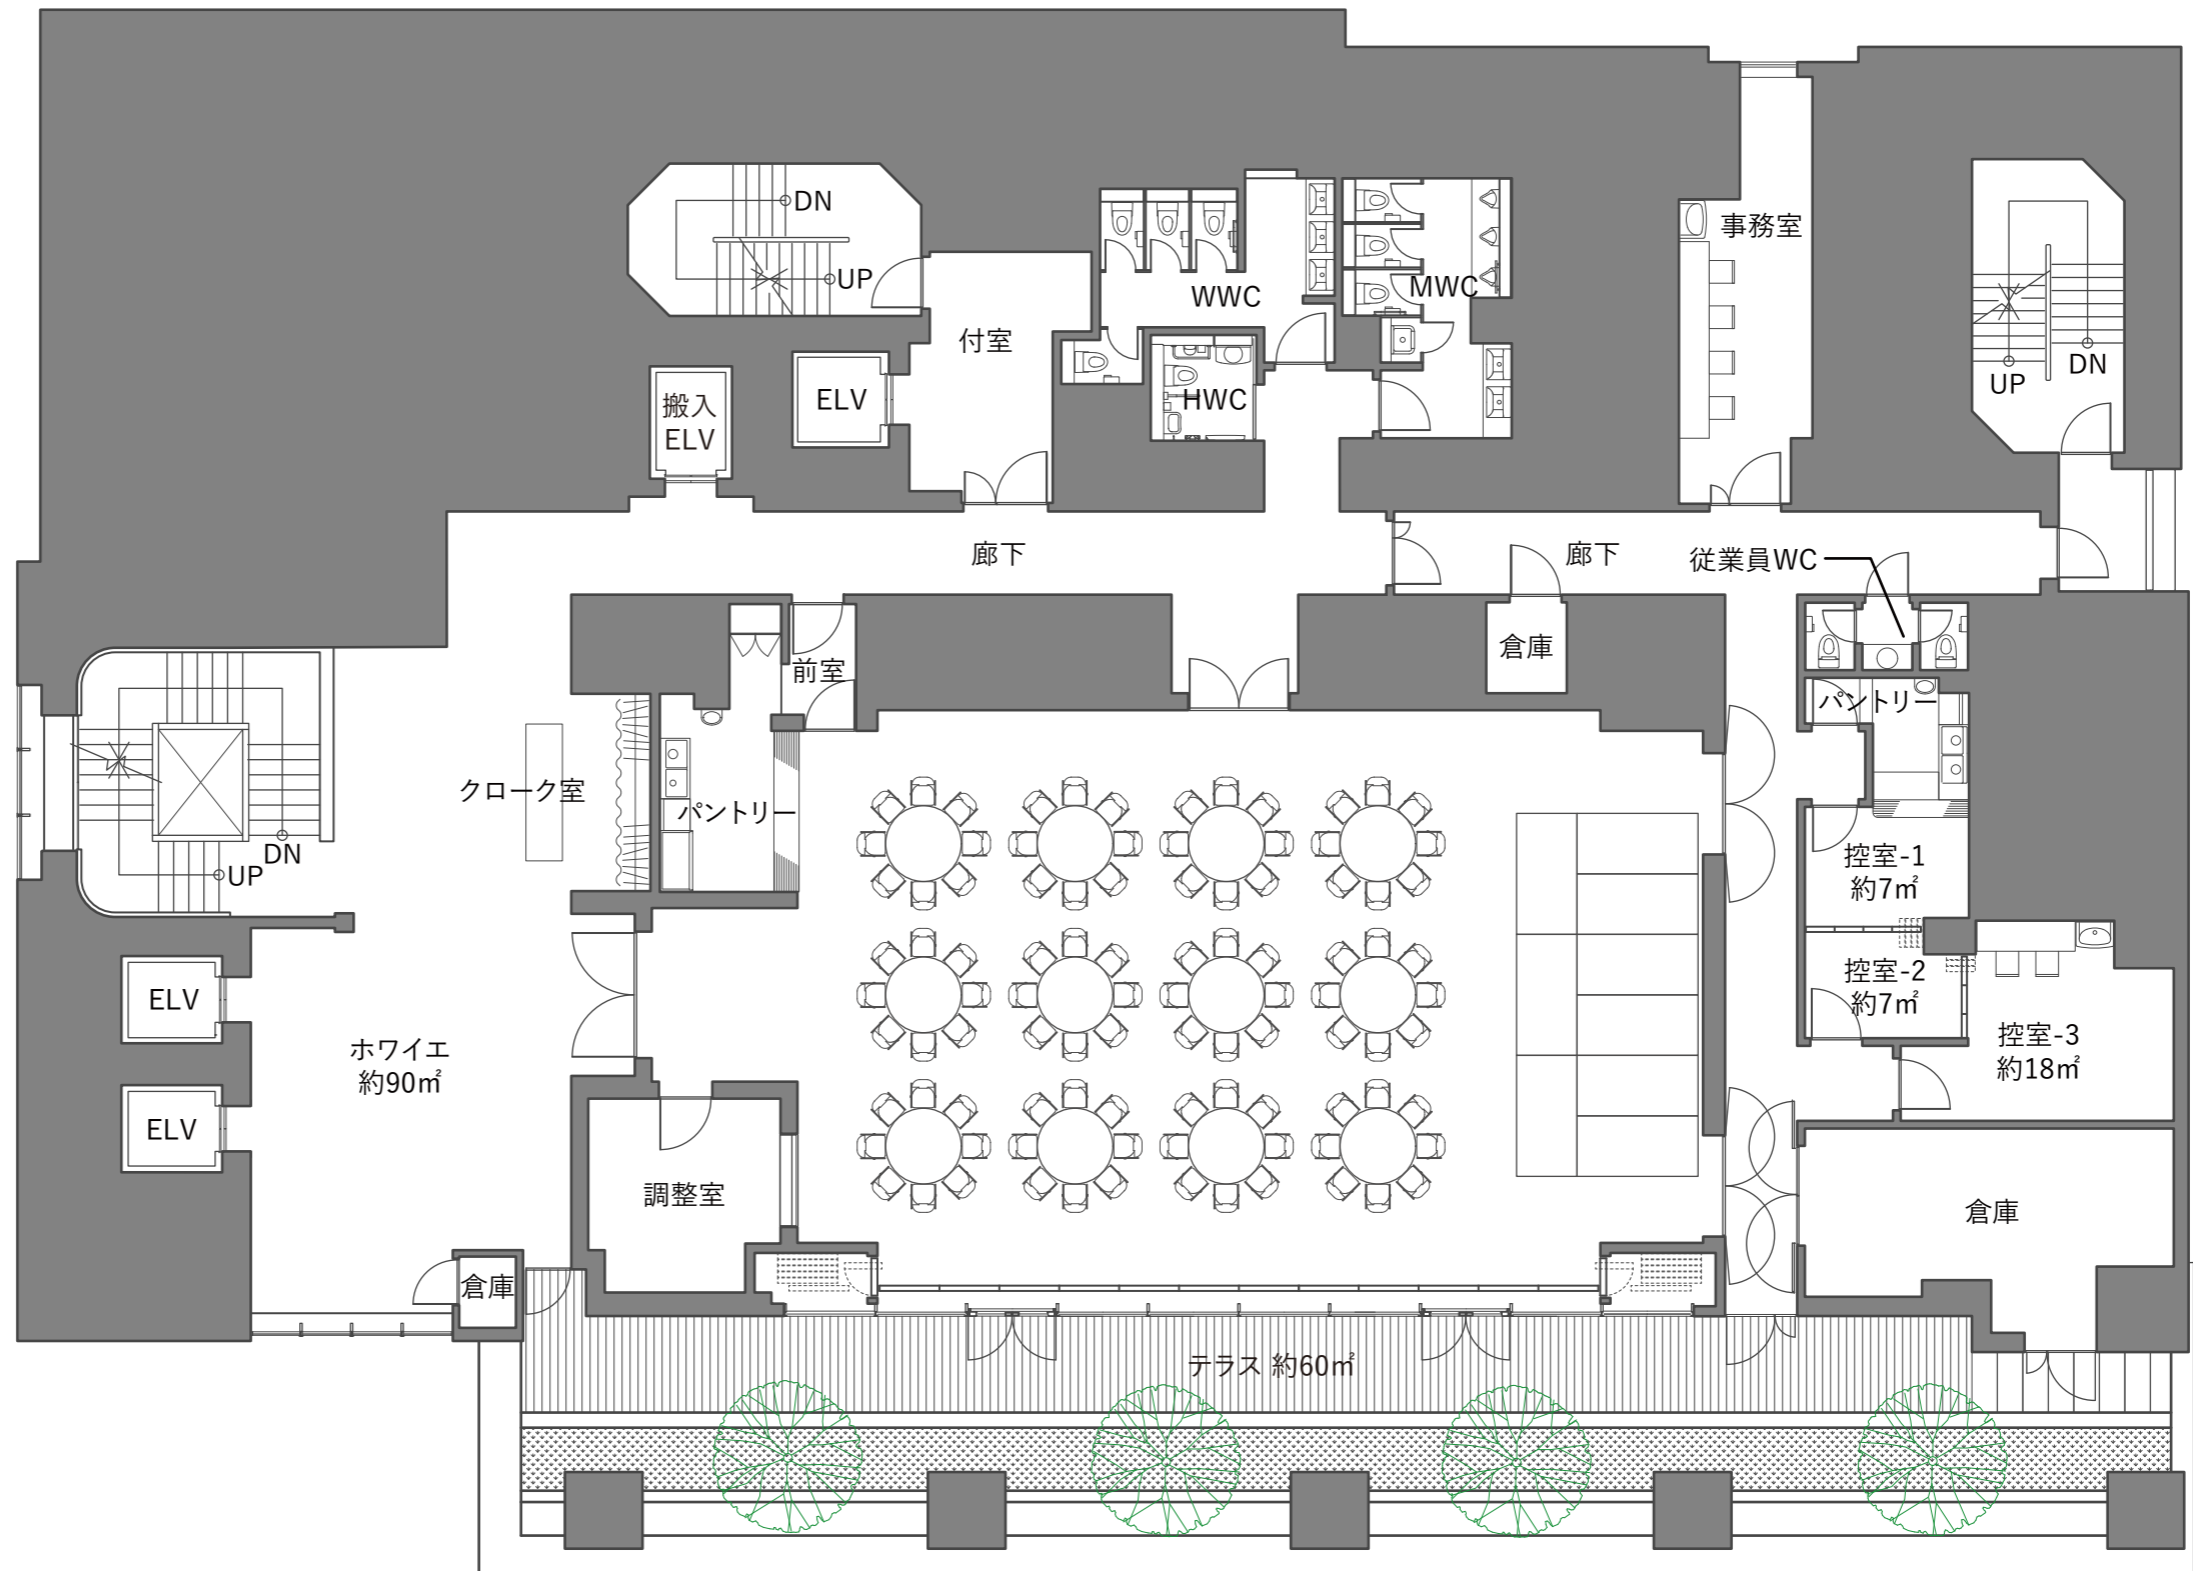 DN
UP
WWC
MWC
事務室
付室
HWC
搬入
ELV
ELV
UP
DN
廊下
廊下
従業員WC
倉庫
前室
パントリー
クローク室
パントリー
DN
UP
控室-1
約7㎡
控室-2
約7㎡
控室-3
約18㎡
ELV
ELV
ホワイエ
約90㎡
調整室
倉庫
倉庫
テラス 約60㎡